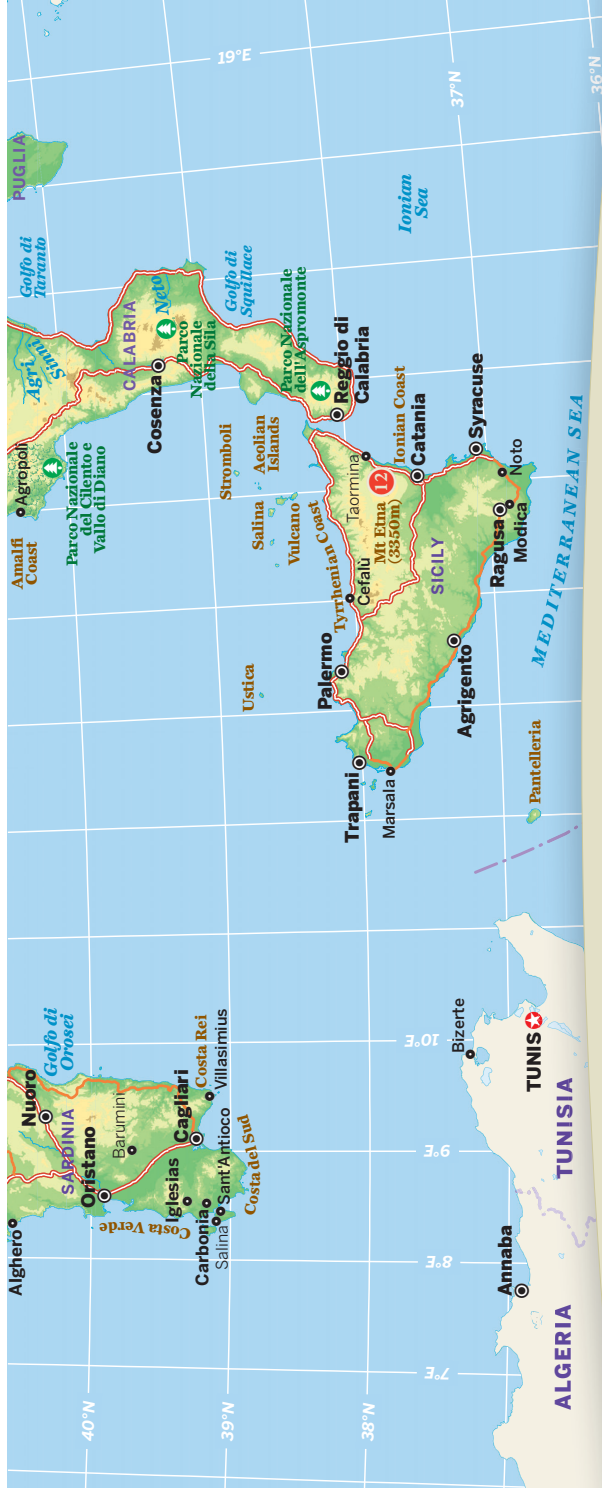 PUGLIA
19°E
37°N
36°N
Golfo di
Taranto
Agri
Sinni
CALABRIA
Neto
Golfo di
Squillace
Ionian
Sea
Cosenza
Parco
Nazionale
della Sila
Parco Nazionale
dell'Aspromonte
Reggio di
Calabria
Agropoli
Amalfi
Coast
Parco Nazionale
del Cilento e
Vallo di Diano
Stromboli
Aeolian
Islands
Salina
Vulcano
Tyrrhenian Coast
Taormina
Ionian Coast
12
Mt Etna
(3350m)
Catania
Syracuse
Noto
Modica
Ragusa
SICILY
Cefalù
Palermo
Ustica
Agrigento
Trapani
Marsala
MEDITERRANEAN SEA
Pantelleria
Golfo di
Orosei
Nuoro
SARDINIA
Oristano
Barumini
Costa Rei
Villasimius
Cagliari
Iglesias
Carbonia
Sant'Antioco
Salina
Costa del Sud
Costa Verde
Alghero
10°E
9°E
8°E
7°E
40°N
39°N
38°N
Bizerte
TUNIS
TUNISIA
Annaba
ALGERIA